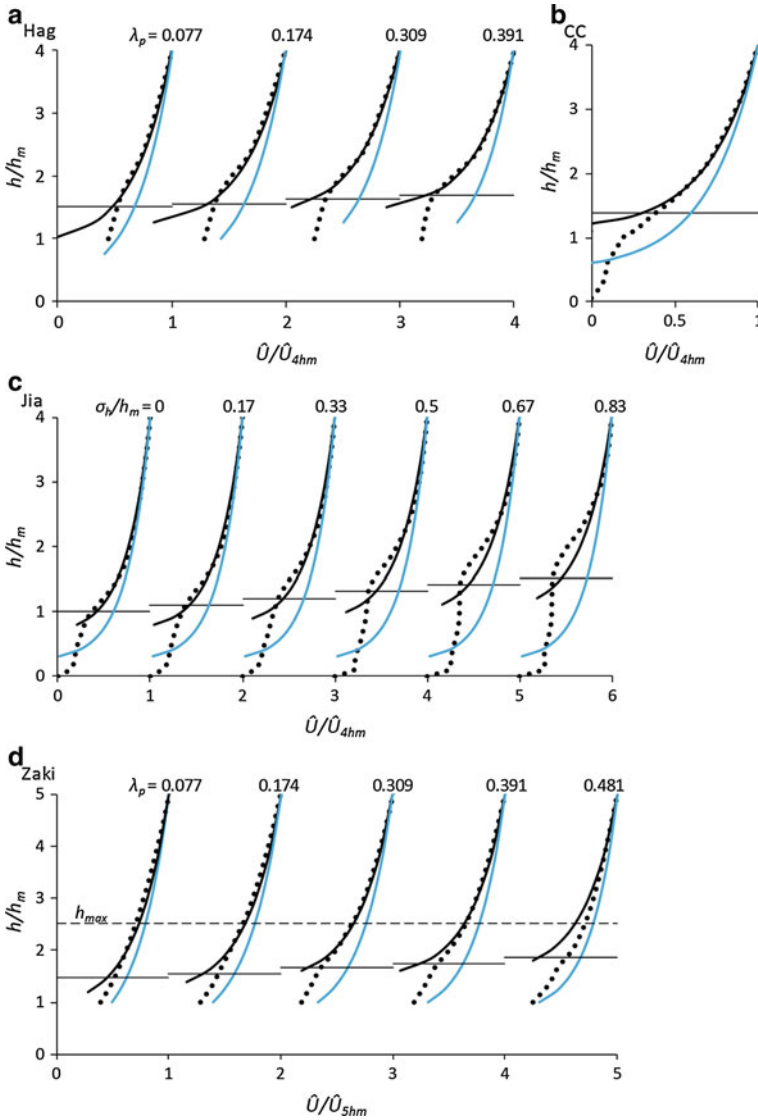 a b
Hag λp = 0.077 0.174 0.309 0.391 CC
4 4
3 3
h/hm h/hm
2 2
1 1
0 0
0 1 2 3 4 0 0.5 1
Û/Û4hm Û/Û4hm
c
Jia σh/hm = 0 0.17 0.33 0.5 0.67 0.83
4
3
h/hm
2
1
0
0 1 2 3 4 5 6
Û/Û4hm
d
Zaki λp = 0.077 0.174 0.309 0.391 0.481
5
4
h/hm
3
hmax
2
1
0
0 1 2 3 4 5
Û/Û5hm